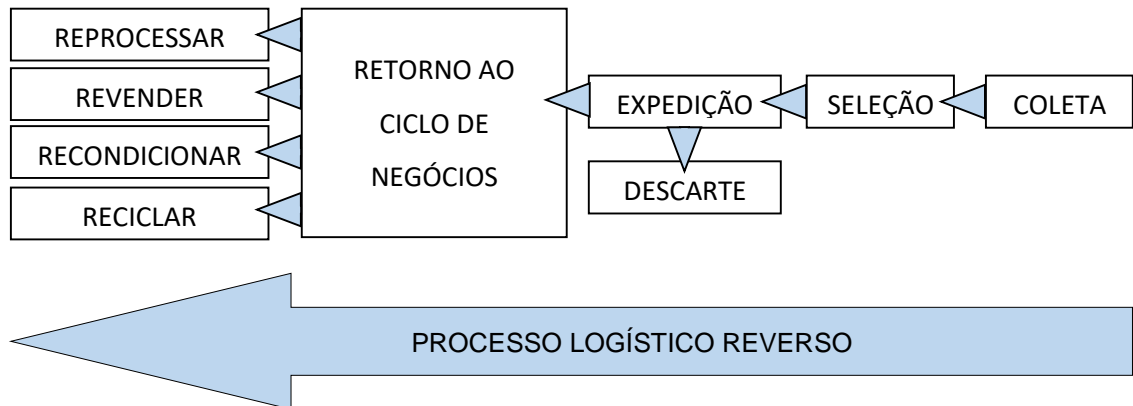 REPROCESSAR
REVENDER
RECONDICIONAR
RECICLAR
RETORNO AO
CICLO DE
NEGÓCIOS
EXPEDIÇÃO
DESCARTE
SELEÇÃO
COLETA
PROCESSO LOGÍSTICO REVERSO